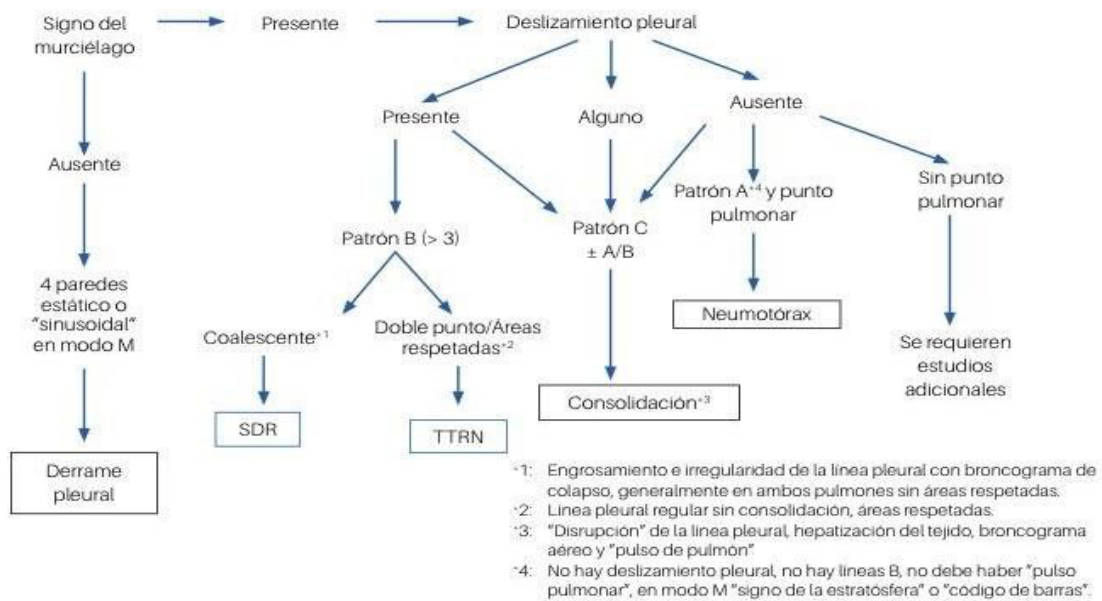 Signo del
murciélago
Presente
Deslizamiento pleural
Presente
Alguno
Ausente
Ausente
Patrón A*4 y punto
pulmonar
Sin punto
pulmonar
Patrón B (> 3)
Patrón C
± A/B
4 paredes
estático o
"sinusoidal"
en modo M
Coalescente*1
Doble punto/Áreas
respetadas*2
Neumotórax
Se requieren
estudios
adicionales
Consolidación*3
SDR
TTRN
Derrame
pleural
*1: Engrosamiento e irregularidad de la línea pleural con broncograma de
colapso, generalmente en ambos pulmones sin áreas respetadas.
*2: Línea pleural regular sin consolidación, áreas respetadas.
*3: "Disrupción" de la línea pleural, hepatización del tejido, broncograma
aéreo y "pulso de pulmón"
*4: No hay deslizamiento pleural, no hay líneas B, no debe haber "pulso
pulmonar", en modo M "signo de la estratósfera" o "código de barras".